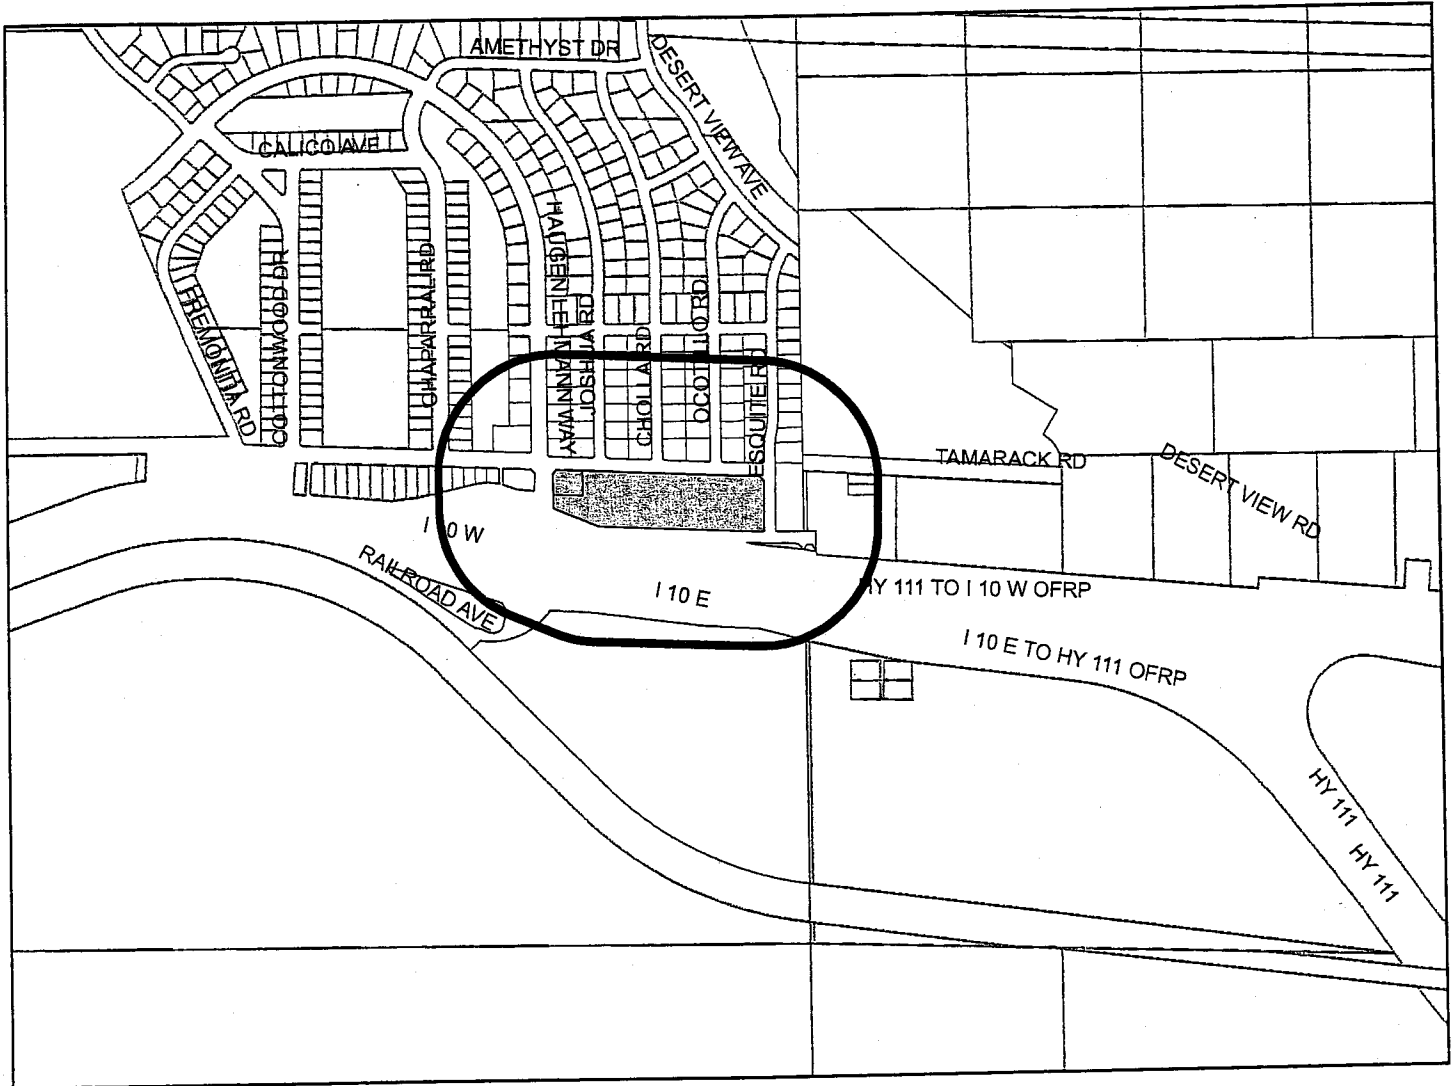 AMETHYST DR
DESERT VIEW AVE
CALICO AVE
HAUGEN LEHMANN WAY
COTTONWOOD DR
CHAPARRAL RD
FREMONTIA RD
JOSHUA RD
CHOLLA RD
OCOTILLO RD
ESQUITE RD
TAMARACK RD
DESERT VIEW RD
I 10 W
RAILROAD AVE
I 10 E
HY 111 TO I 10 W OFRP
I 10 E TO HY 111 OFRP
HY 111
HY 111